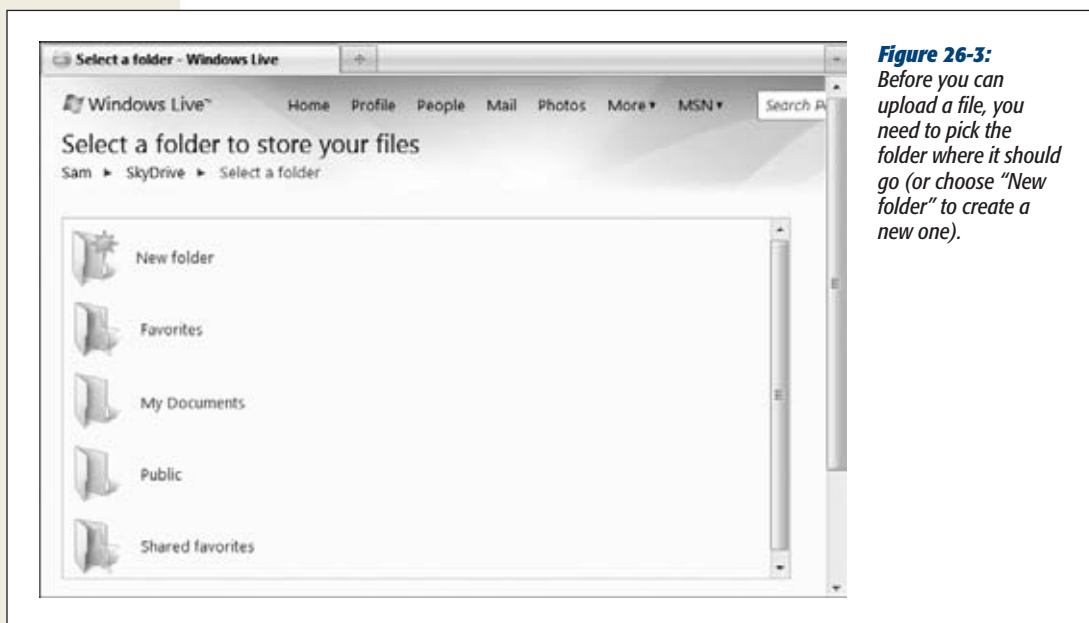 Select a folder - Windows Live
Windows Live™ Home Profile People Mail Photos More▾ MSN▾ Search
Select a folder to store your files
Sam ▸ SkyDrive ▸ Select a folder
New folder
Favorites
My Documents
Public
Shared favorites
Figure 26-3:
Before you can
upload a file, you
need to pick the
folder where it should
go (or choose “New
folder” to create a
new one).